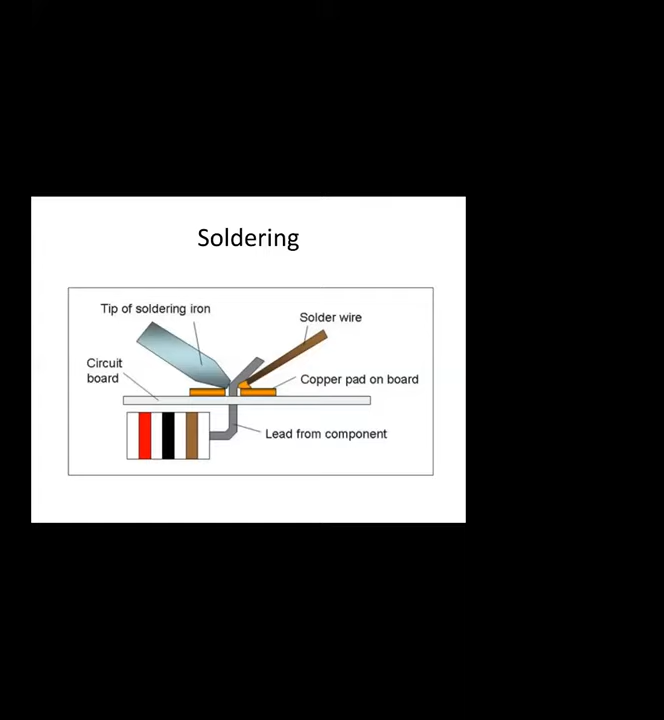 Soldering
Tip of soldering iron
Solder wire
Circuit
board
Copper pad on board
Lead from component